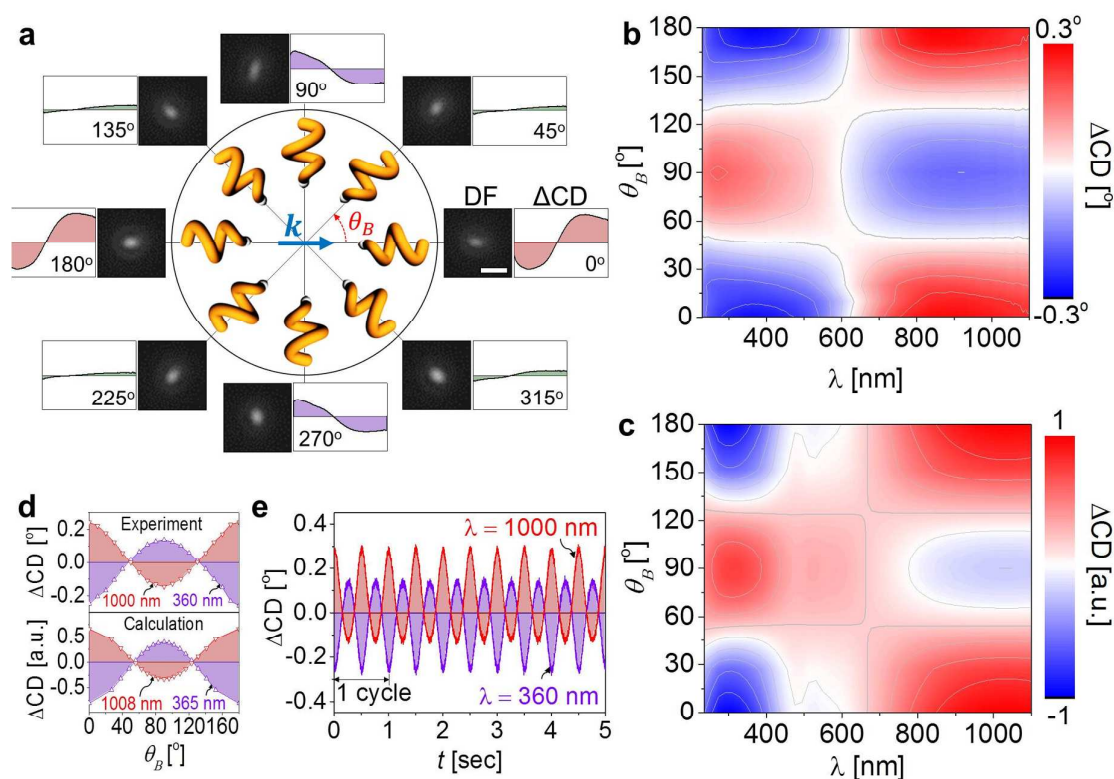 a
90°
135°
45°
DF
ΔCD
k
θB
180°
0°
225°
315°
270°
b
0.3°
180
150
120
90
60
30
0
θB [°]
400 600 800 1000
λ [nm]
ΔCD [°]
-0.3°
c
1
180
150
120
90
60
30
0
θB [°]
400 600 800 1000
λ [nm]
ΔCD [a.u.]
-1
d
Experiment
0.2
0.0
-0.2
ΔCD [°]
1000 nm 360 nm
Calculation
0.5
0.0
-0.5
ΔCD [a.u.]
1008 nm 365 nm
0 40 80 120 160
θB [°]
e
λ = 1000 nm
0.4
0.2
0.0
-0.2
-0.4
ΔCD [°]
1 cycle
λ = 360 nm
0 1 2 3 4 5
t [sec]